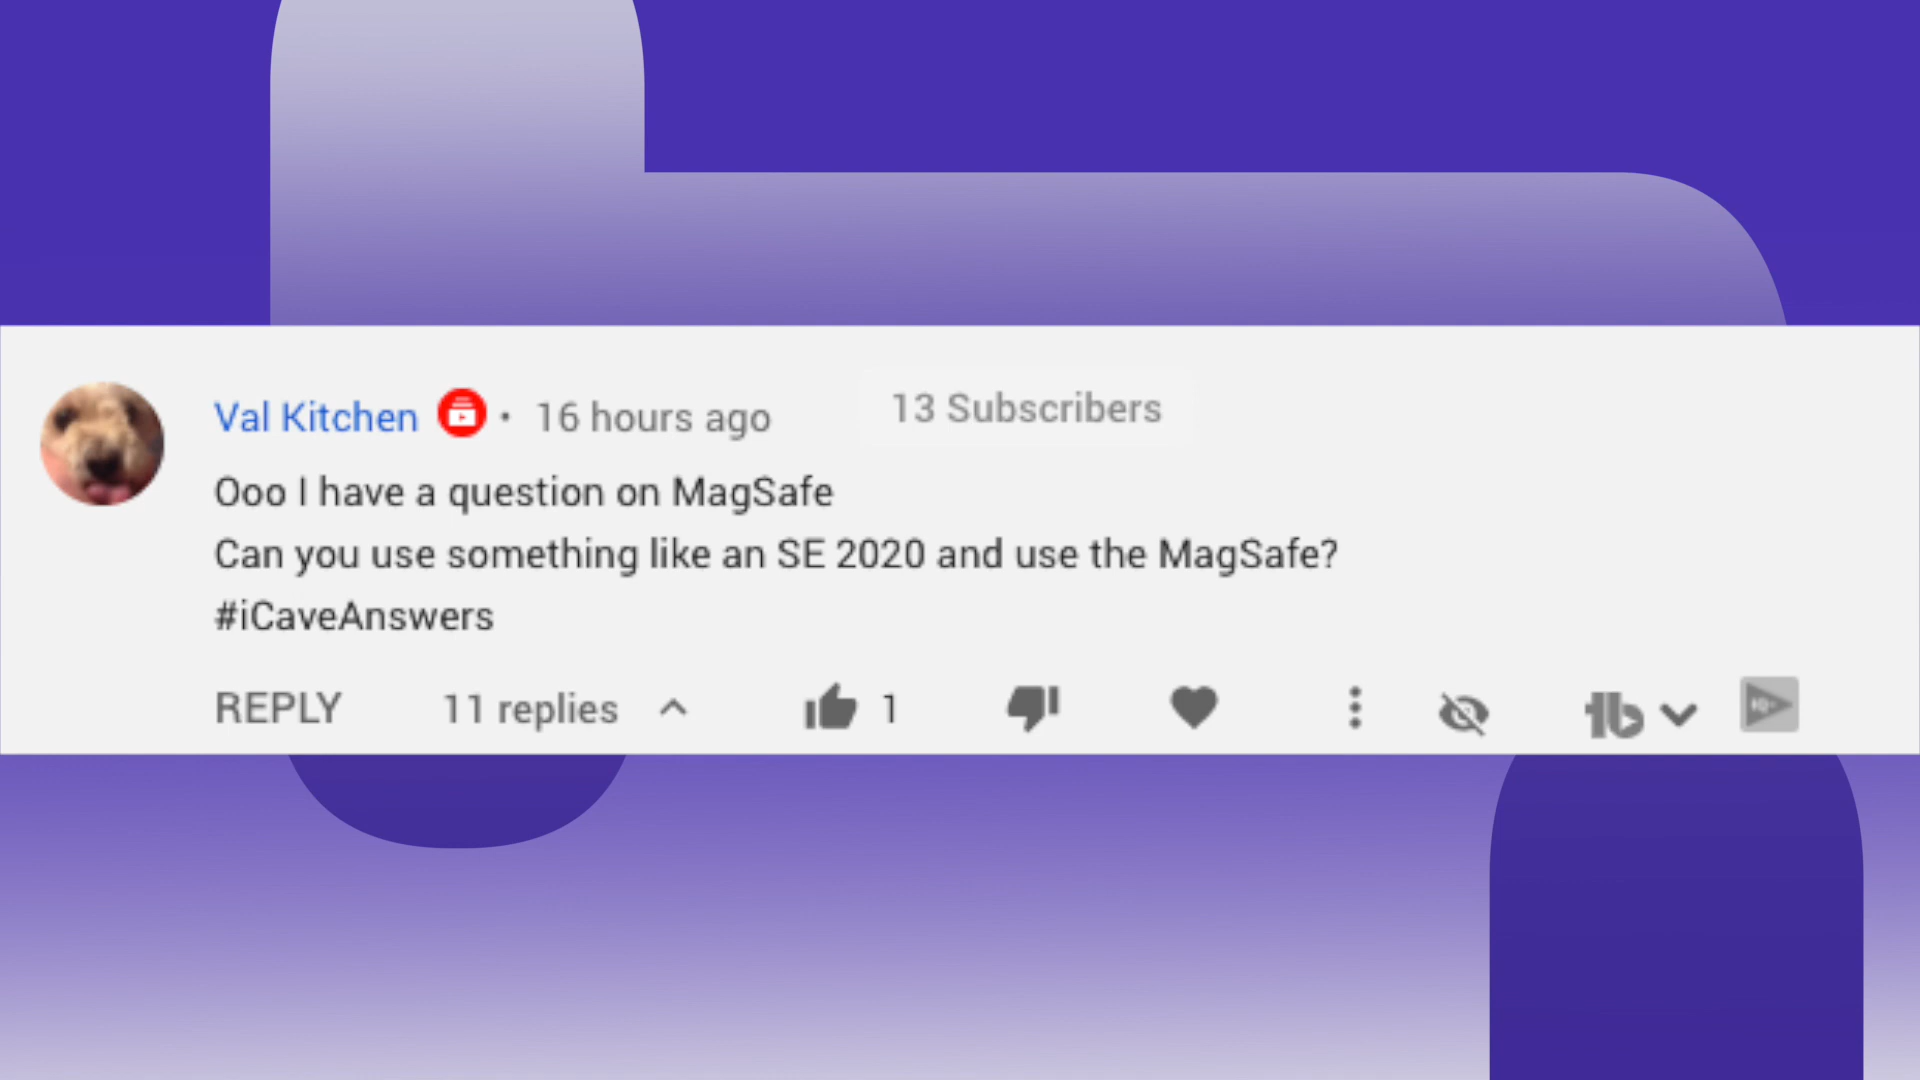 Val Kitchen • 16 hours ago 13 Subscribers
Ooo I have a question on MagSafe
Can you use something like an SE 2020 and use the MagSafe?
#iCaveAnswers
REPLY 11 replies 1